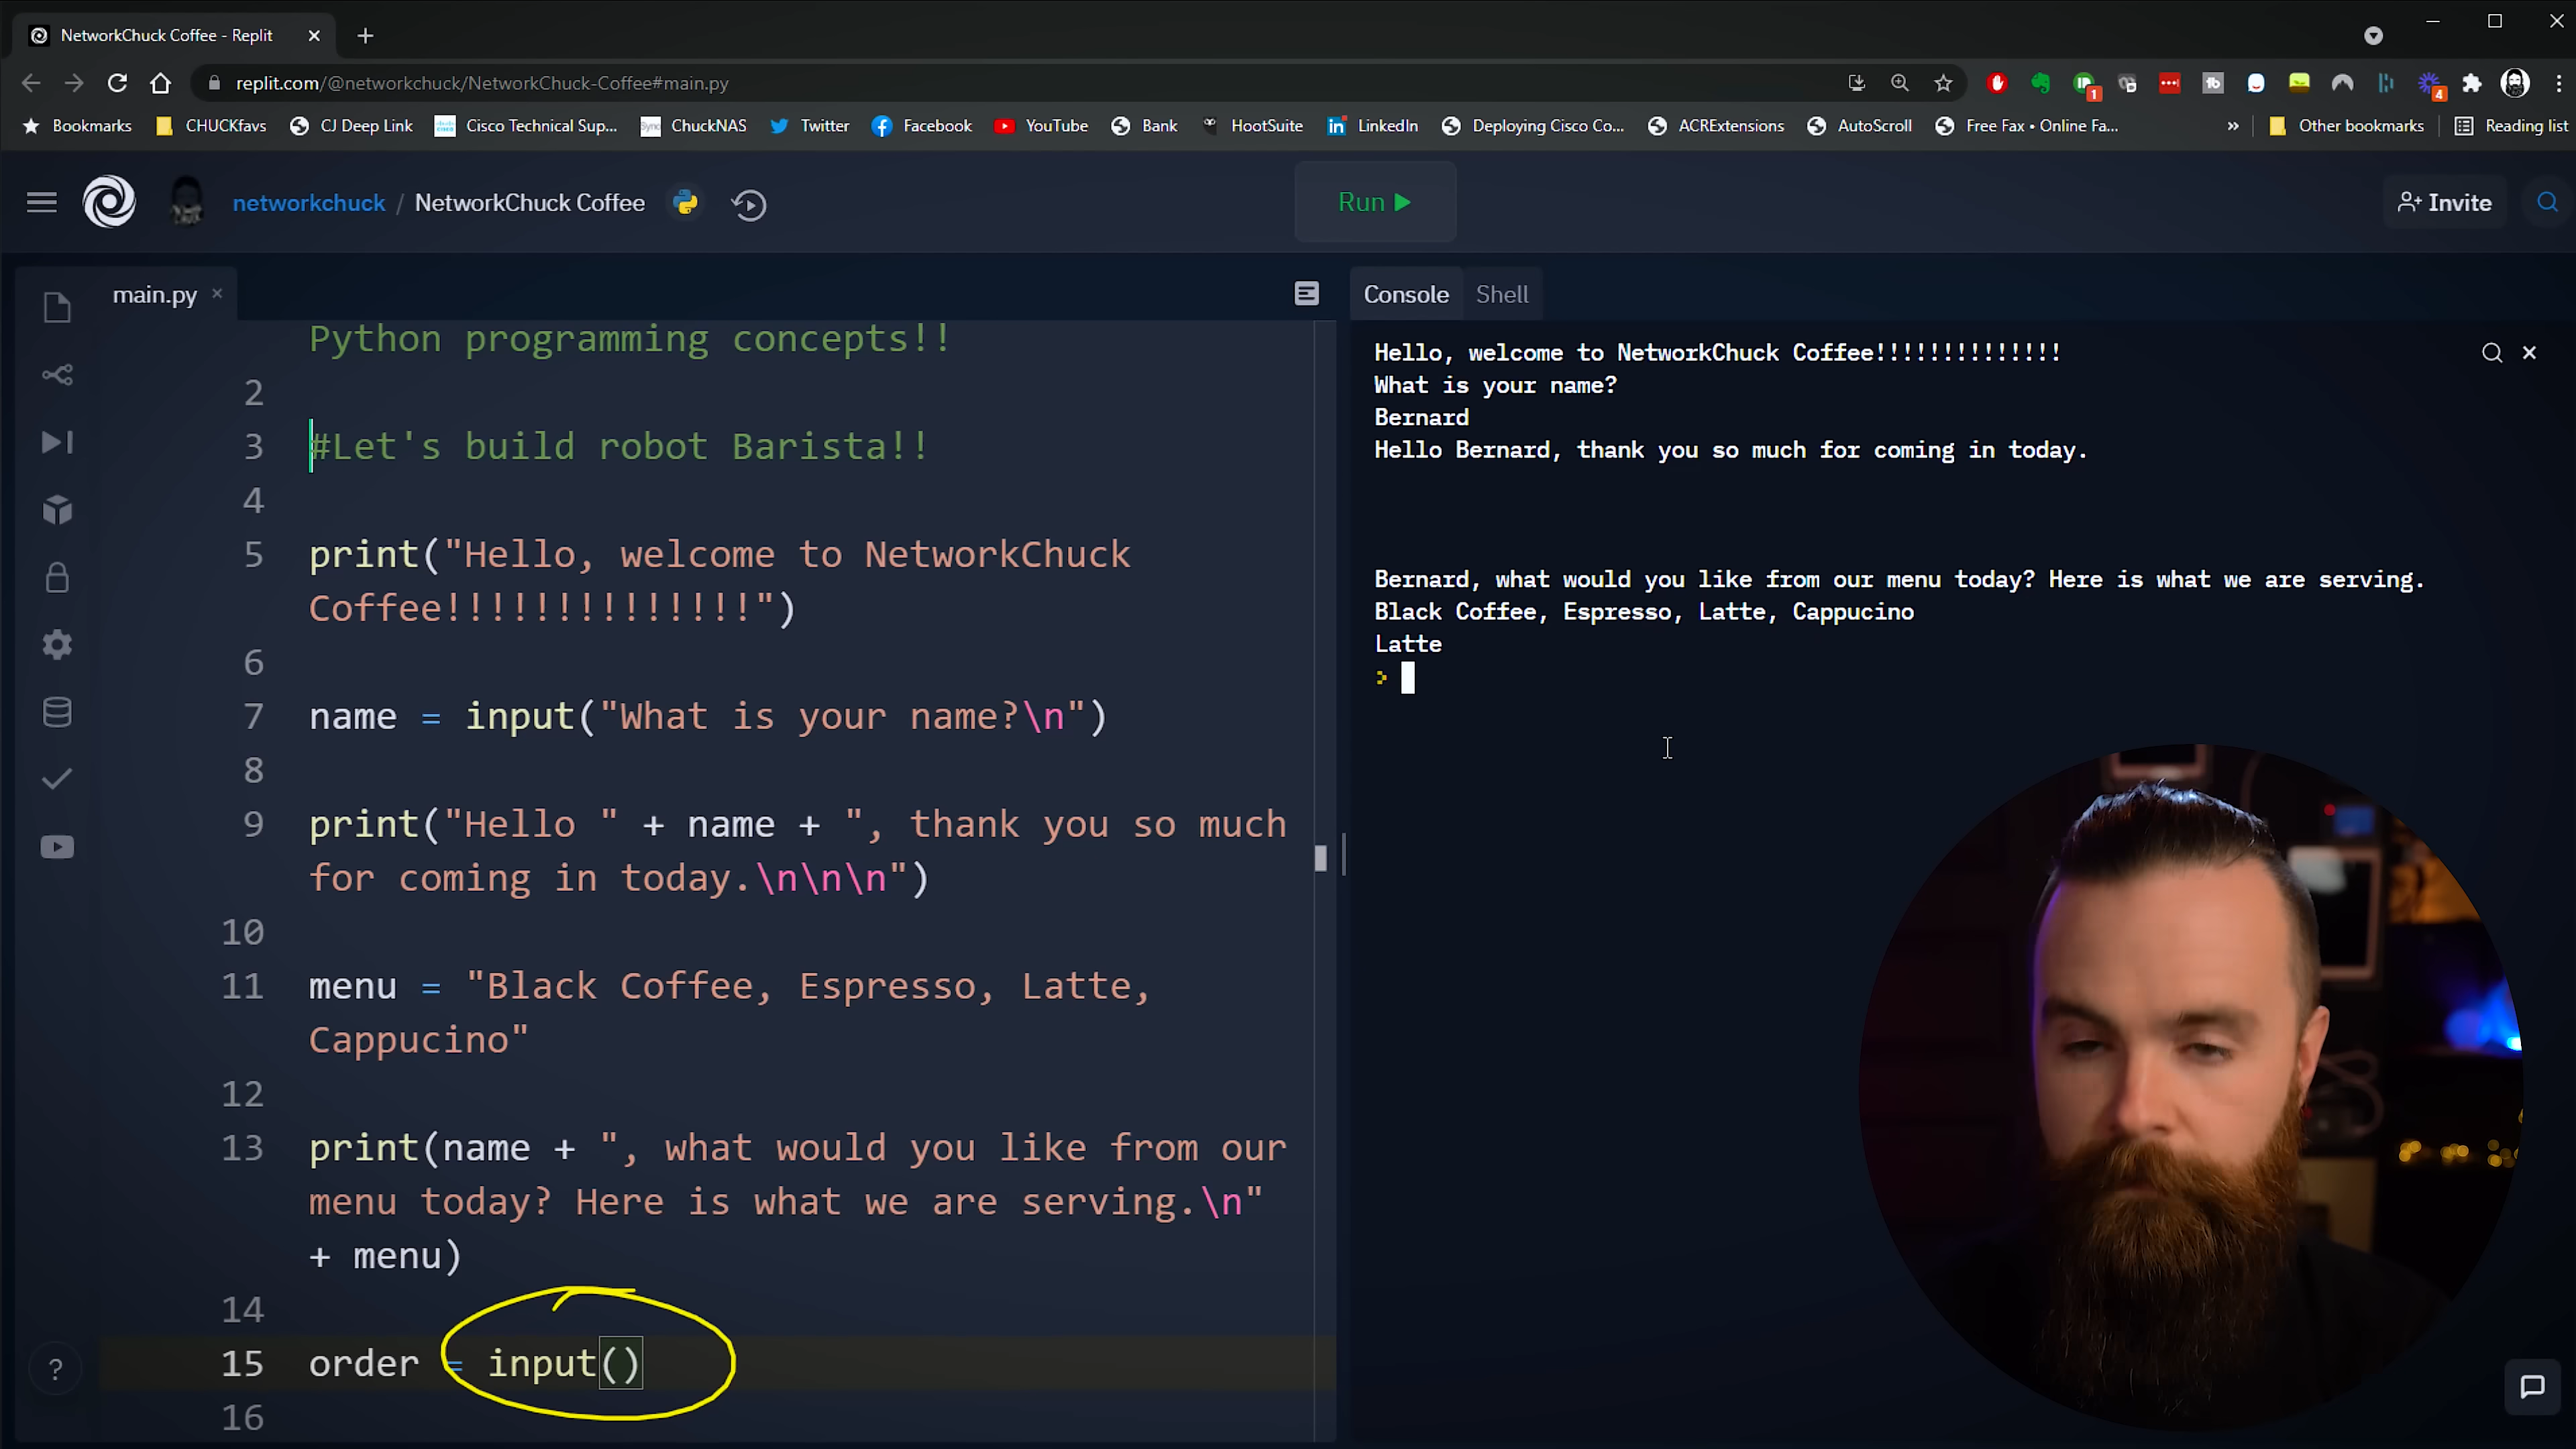 NetworkChuck Coffee - Replit
replit.com/@networkchuck/NetworkChuck-Coffee#main.py
1
4
Bookmarks CHUCKfavs CJ Deep Link Cisco Technical Sup... ChuckNAS Twitter Facebook YouTube Bank HootSuite LinkedIn Deploying Cisco Co... ACRExtensions AutoScroll Free Fax • Online Fa... » Other bookmarks Reading list
networkchuck / NetworkChuck Coffee
Run
Invite
main.py
Python programming concepts!!
2
3 #Let's build robot Barista!!
4
5 print("Hello, welcome to NetworkChuck
Coffee!!!!!!!!!!!!!!")
6
7 name = input("What is your name?\n")
8
9 print("Hello " + name + ", thank you so much
for coming in today.\n\n\n")
10
11 menu = "Black Coffee, Espresso, Latte,
Cappucino"
12
13 print(name + ", what would you like from our
menu today? Here is what we are serving.\n"
+ menu)
14
15 order = input()
16
Console Shell
Hello, welcome to NetworkChuck Coffee!!!!!!!!!!!!!!
What is your name?
Bernard
Hello Bernard, thank you so much for coming in today.
Bernard, what would you like from our menu today? Here is what we are serving.
Black Coffee, Espresso, Latte, Cappucino
Latte
>
?